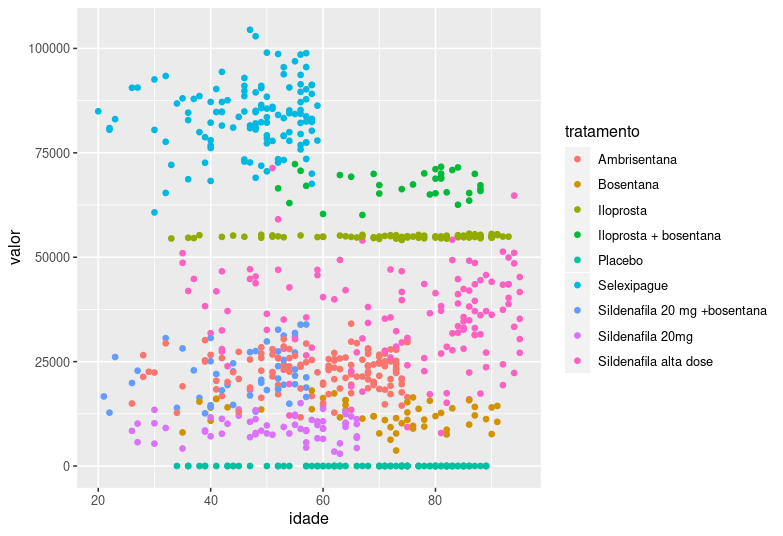 100000
75000
50000
25000
0
valor
20
40
60
80
idade
tratamento
Ambrisentana
Bosentana
Iloprosta
Iloprosta + bosentana
Placebo
Selexipague
Sildenafila 20 mg +bosentana
Sildenafila 20mg
Sildenafila alta dose